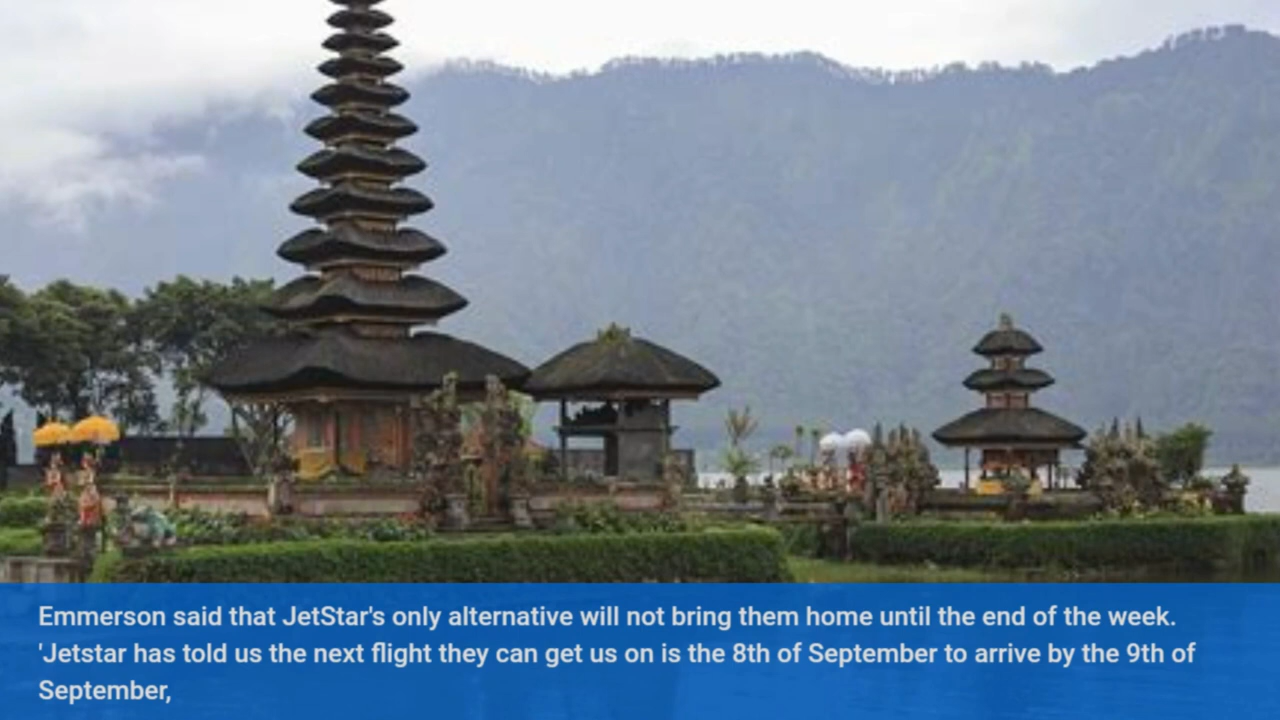 Emmerson said that JetStar's only alternative will not bring them home until the end of the week.
'Jetstar has told us the next flight they can get us on is the 8th of September to arrive by the 9th of
September,